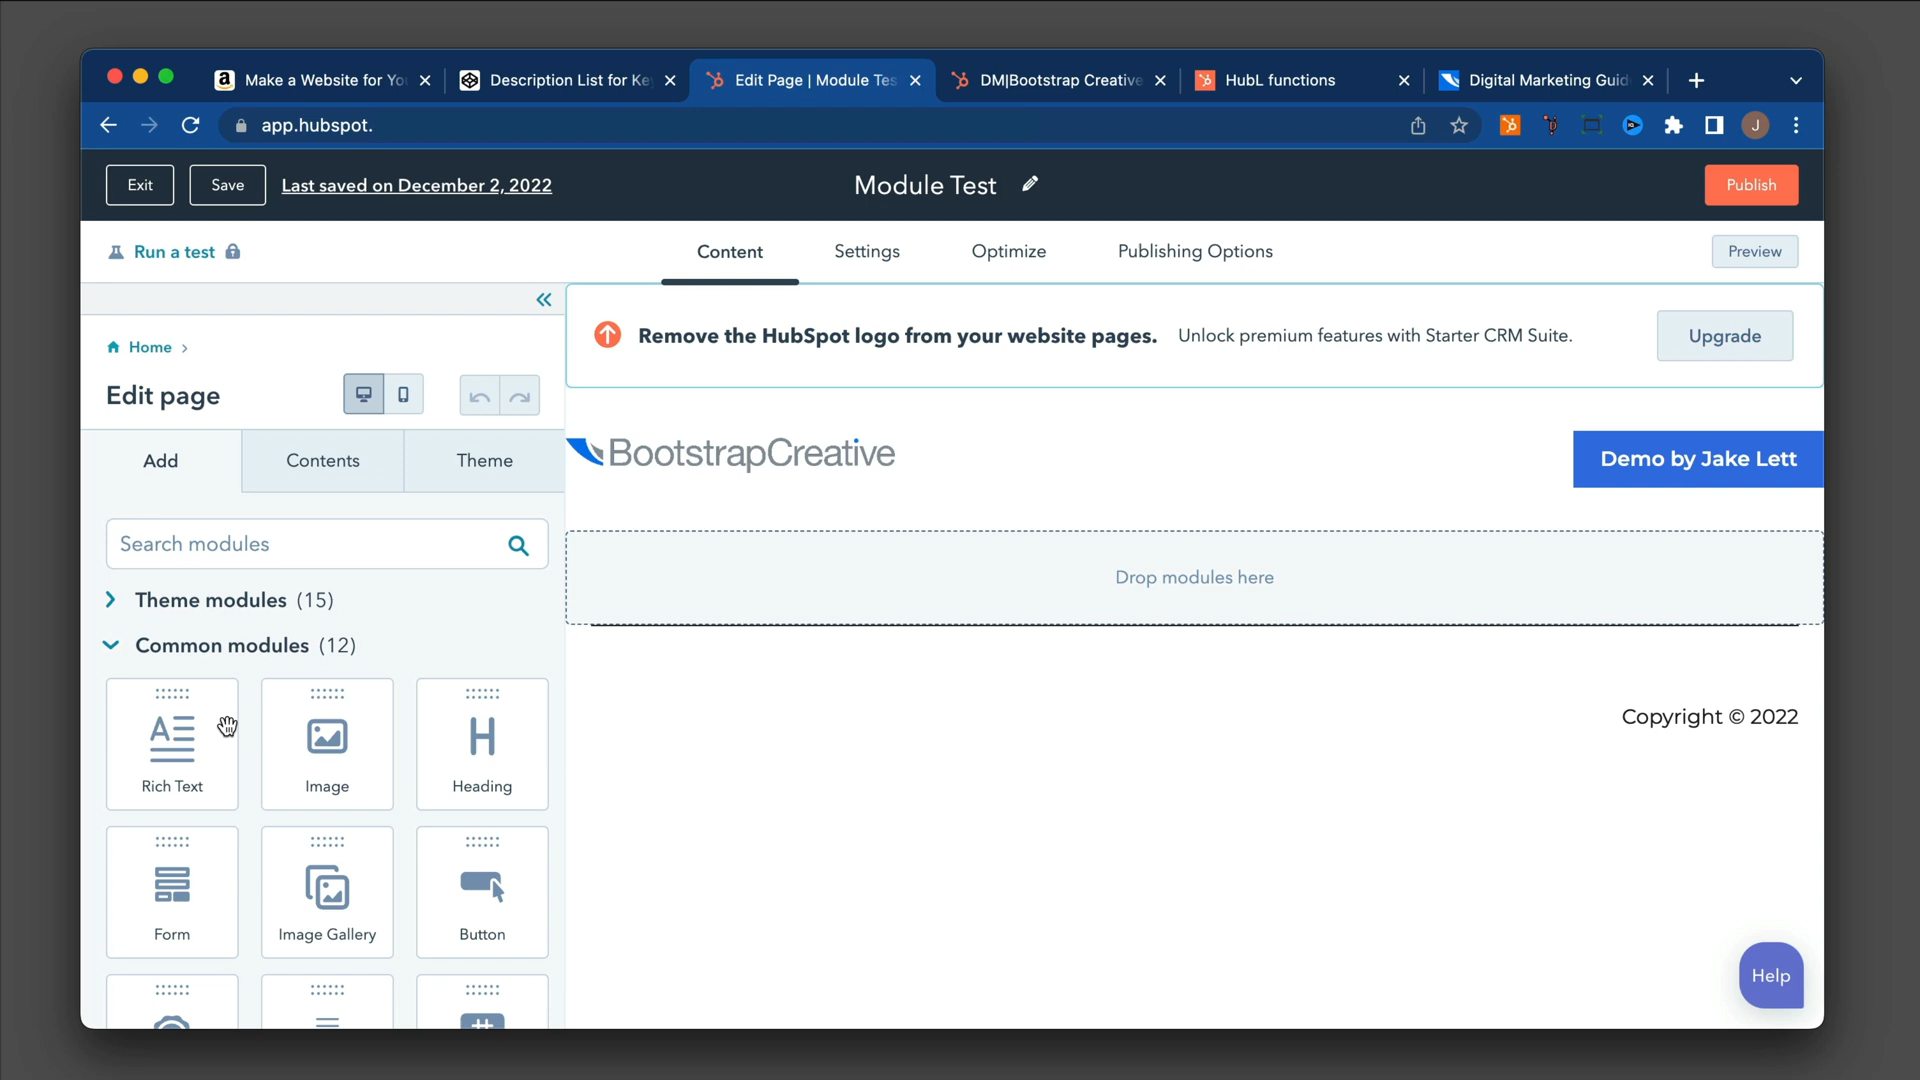 Make a Website for Yo
Description List for Ke
Edit Page | Module Tes
DM|Bootstrap Creative
HubL functions
Digital Marketing Guid
app.hubspot.
J
Exit
Save
Last saved on December 2, 2022
Module Test
Publish
Run a test
Content
Settings
Optimize
Publishing Options
Preview
Remove the HubSpot logo from your website pages.
Unlock premium features with Starter CRM Suite.
Upgrade
Home
Edit page
BootstrapCreative
Demo by Jake Lett
Add
Contents
Theme
Search modules
Drop modules here
Theme modules (15)
Common modules (12)
Rich Text
Image
Heading
Copyright © 2022
Form
Image Gallery
Button
Help